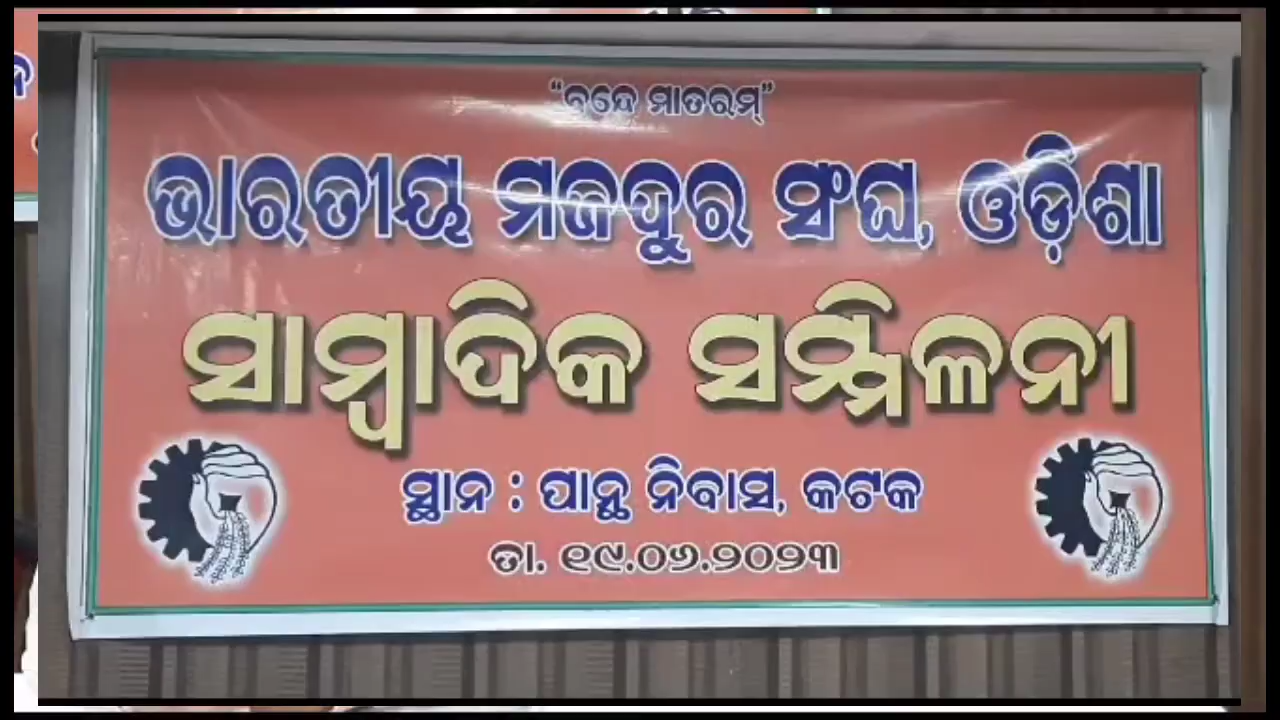 “ବନ୍ଦେ ମାତରମ୍”
ଭାରତୀୟ ମଜଦୁର ସଂଘ, ଓଡ଼ିଶା
ସାମ୍ବାଦିକ ସମ୍ମିଳନୀ
ସ୍ଥାନ : ପାନ୍ଥ ନିବାସ, କଟକ
ତା. ୧୯.୦୬.୨୦୨୩